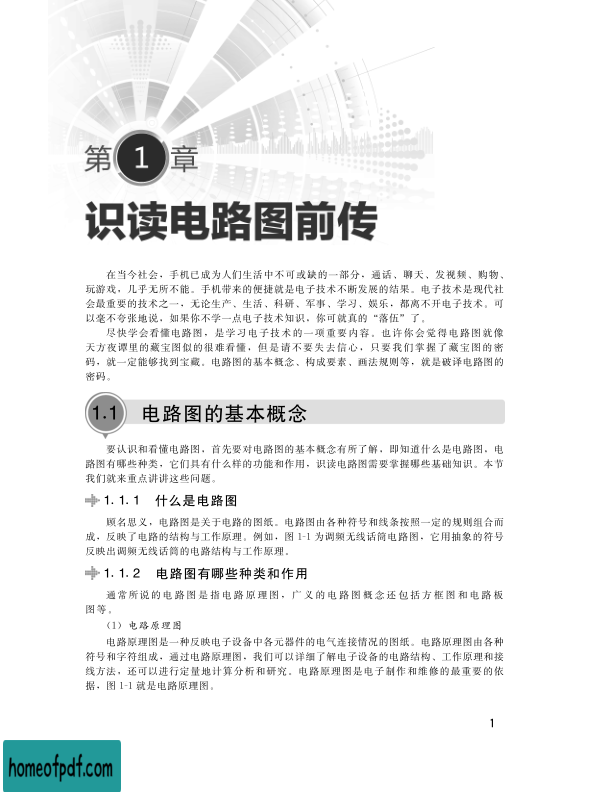 第1章
识读电路图前传
在当今社会，手机已成为人们生活中不可或缺的一部分，通话、聊天、发视频、购物、
玩游戏，几乎无所不能。手机带来的便捷就是电子技术不断发展的结果。电子技术是现代社
会最重要的技术之一，无论生产、生活、科研、军事、学习、娱乐，都离不开电子技术。可
以毫不夸张地说，如果你不学一点电子技术知识，你可就真的“落伍”了。
尽快学会看懂电路图，是学习电子技术的一项重要内容。也许你会觉得电路图就像
天方夜谭里的藏宝图似的很难看懂，但是请不要失去信心，只要我们掌握了藏宝图的密
码，就一定能够找到宝藏。电路图的基本概念、构成要素、画法规则等，就是破译电路图的
密码。
1.1 电路图的基本概念
要认识和看懂电路图，首先要对电路图的基本概念有所了解，即知道什么是电路图，电
路图有哪些种类，它们具有什么样的功能和作用，识读电路图需要掌握哪些基础知识。本节
我们就来重点讲讲这些问题。
1.1.1 什么是电路图
顾名思义，电路图是关于电路的图纸。电路图由各种符号和线条按照一定的规则组合而
成，反映了电路的结构与工作原理。例如，图1-1为调频无线话筒电路图，它用抽象的符号
反映出调频无线话筒的电路结构与工作原理。
1.1.2 电路图有哪些种类和作用
通常所说的电路图是指电路原理图，广义的电路图概念还包括方框图和电路板
图等。
（1）电路原理图
电路原理图是一种反映电子设备中各元器件的电气连接情况的图纸。电路原理图由各种
符号和字符组成，通过电路原理图，我们可以详细了解电子设备的电路结构、工作原理和接
线方法，还可以进行定量地计算分析和研究。电路原理图是电子制作和维修的最重要的依
据，图1-1就是电路原理图。
1
homeofpdf.com